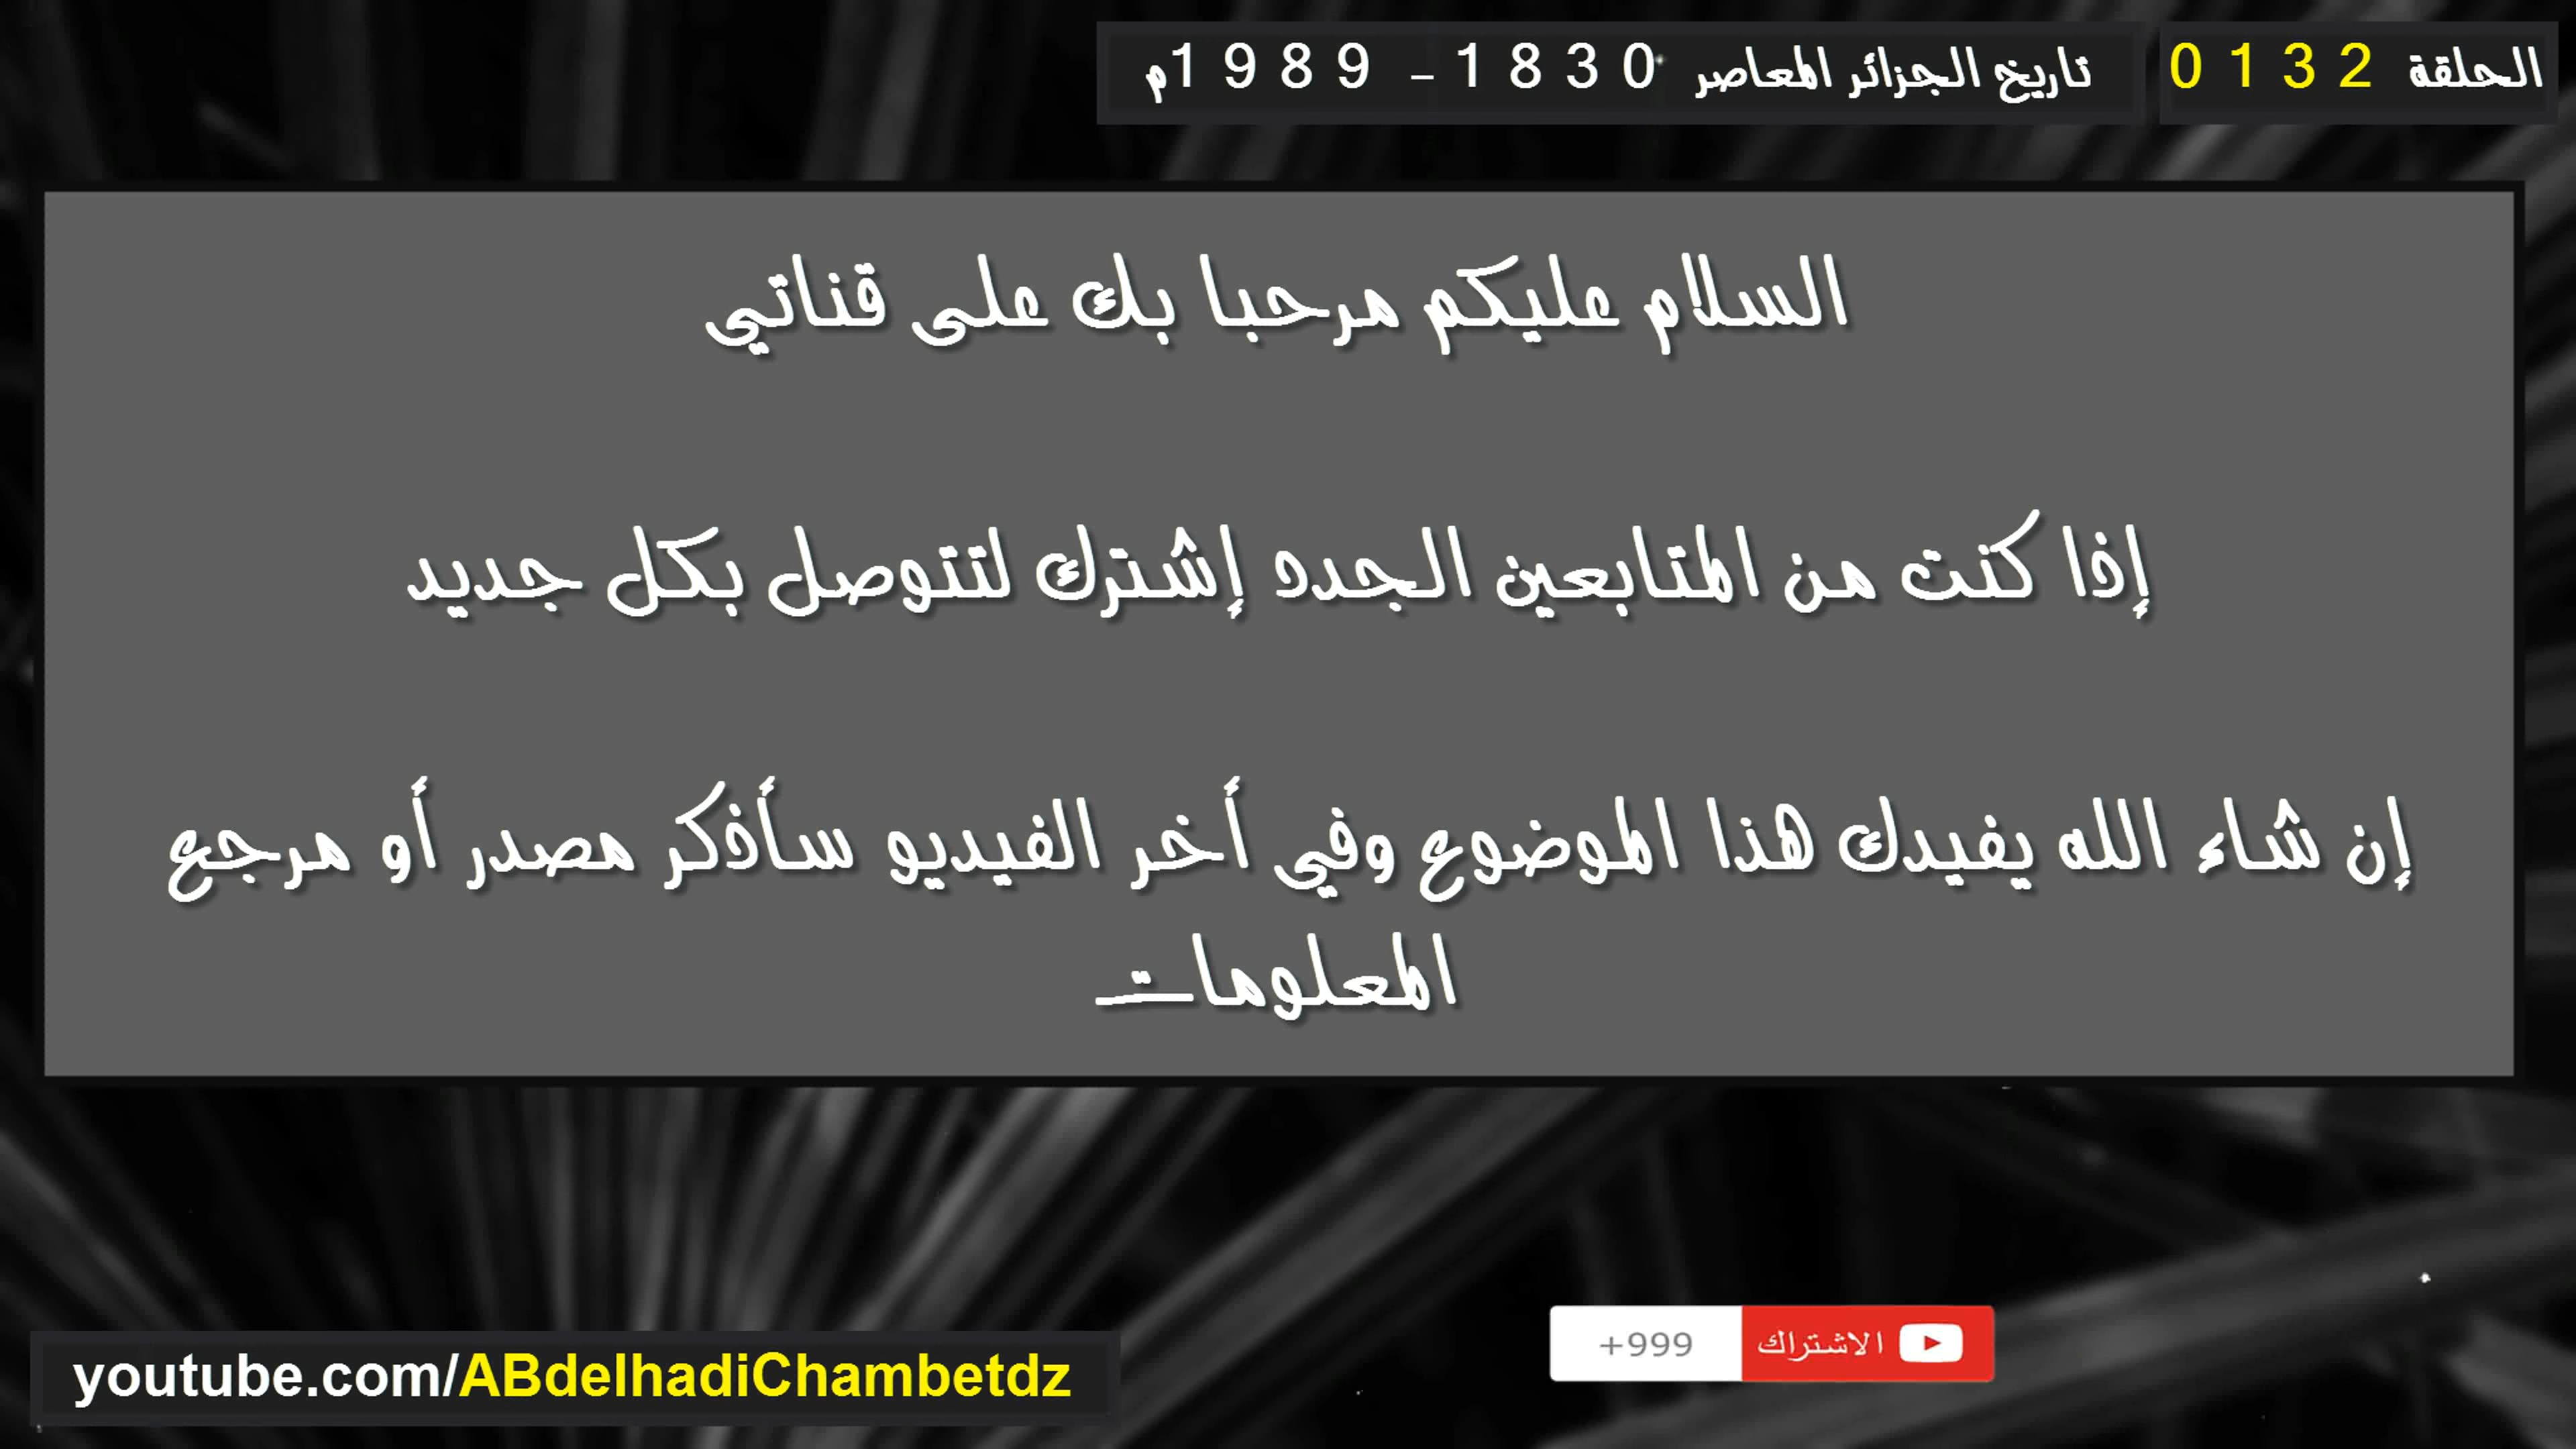 الحلقة 0132
تاريخ الجزائر المعاصر 1830 - 1989م
السلام عليكم مرحبا بك على قناتي
إذا كنت من المتابعين الجدد إشترك لتتوصل بكل جديد
إن شاء الله يفيدك هذا الموضوع وفي أخر الفيديو سأذكر مصدر أو مرجع
المعلومات
الاشتراك +999
youtube.com/ABdelhadiChambetdz